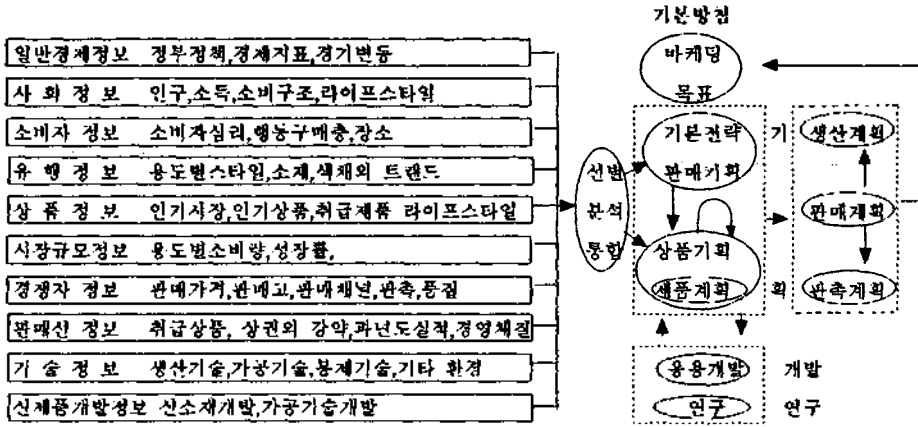 기본방침
일반경제정보 정부정책,경제지표,경기변동
사 회 정 보 인구,소득,소비구조,라이프스타일
소비자 정보 소비자심리,행동구매층,장소
유 행 정 보 용도별스타일,소재,색채의 트랜드
상 품 정 보 인기시장,인기상품,취급제품 라이프스타일
시장규모정보 용도별소비량,성장률,
경쟁자 정보 판매가격,판매고,판매채널,판촉,품질
판매선 정보 취급상품, 상권의 강약,과년도실적,경영체질
기 술 정 보 생산기술,가공기술,봉제기술,기타 환경
신제품개발정보 신소재개발,가공기술개발
선별
분석
통합
마케팅
목표
기본전략
판매기획
상품기획
제품계획
기
획
생산계획
판매계획
판촉계획
응용개발 개발
연구 연구